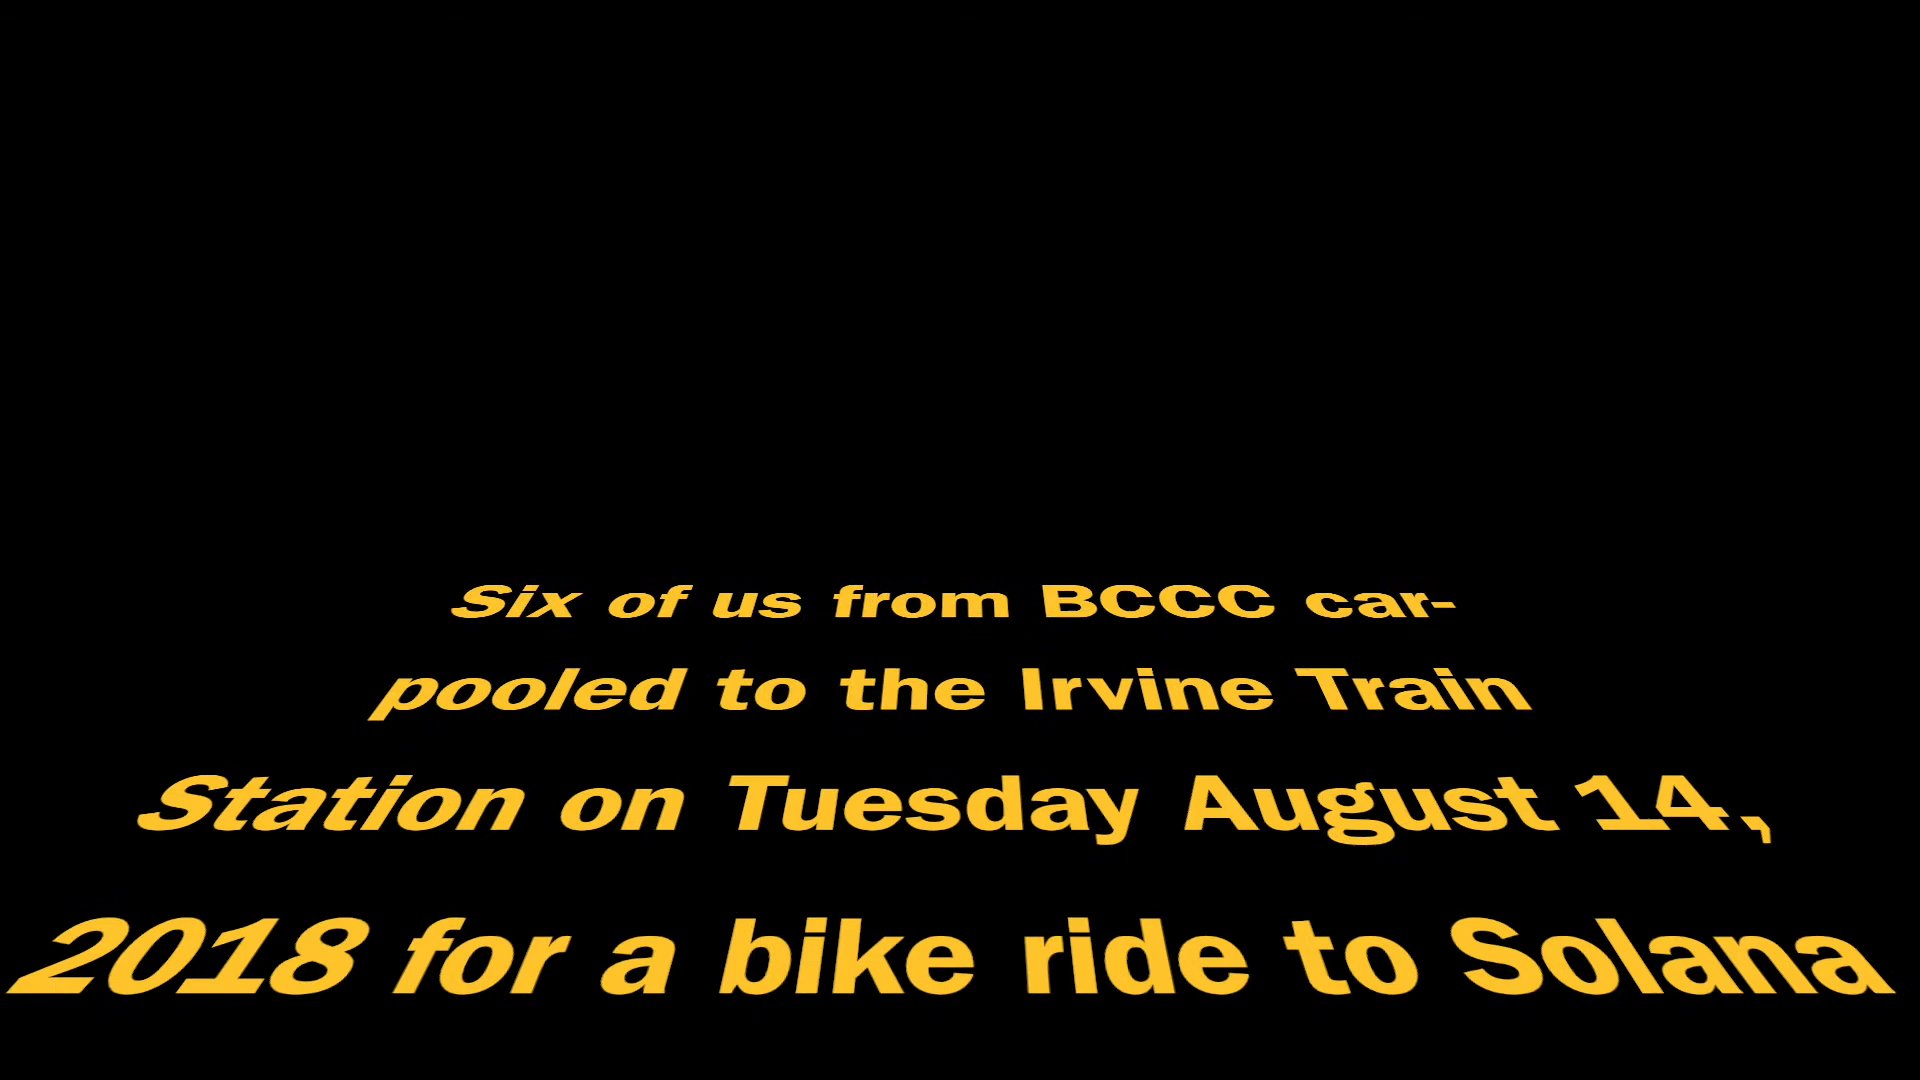 Six of us from BCCC car-
pooled to the Irvine Train
Station on Tuesday August 14,
2018 for a bike ride to Solana